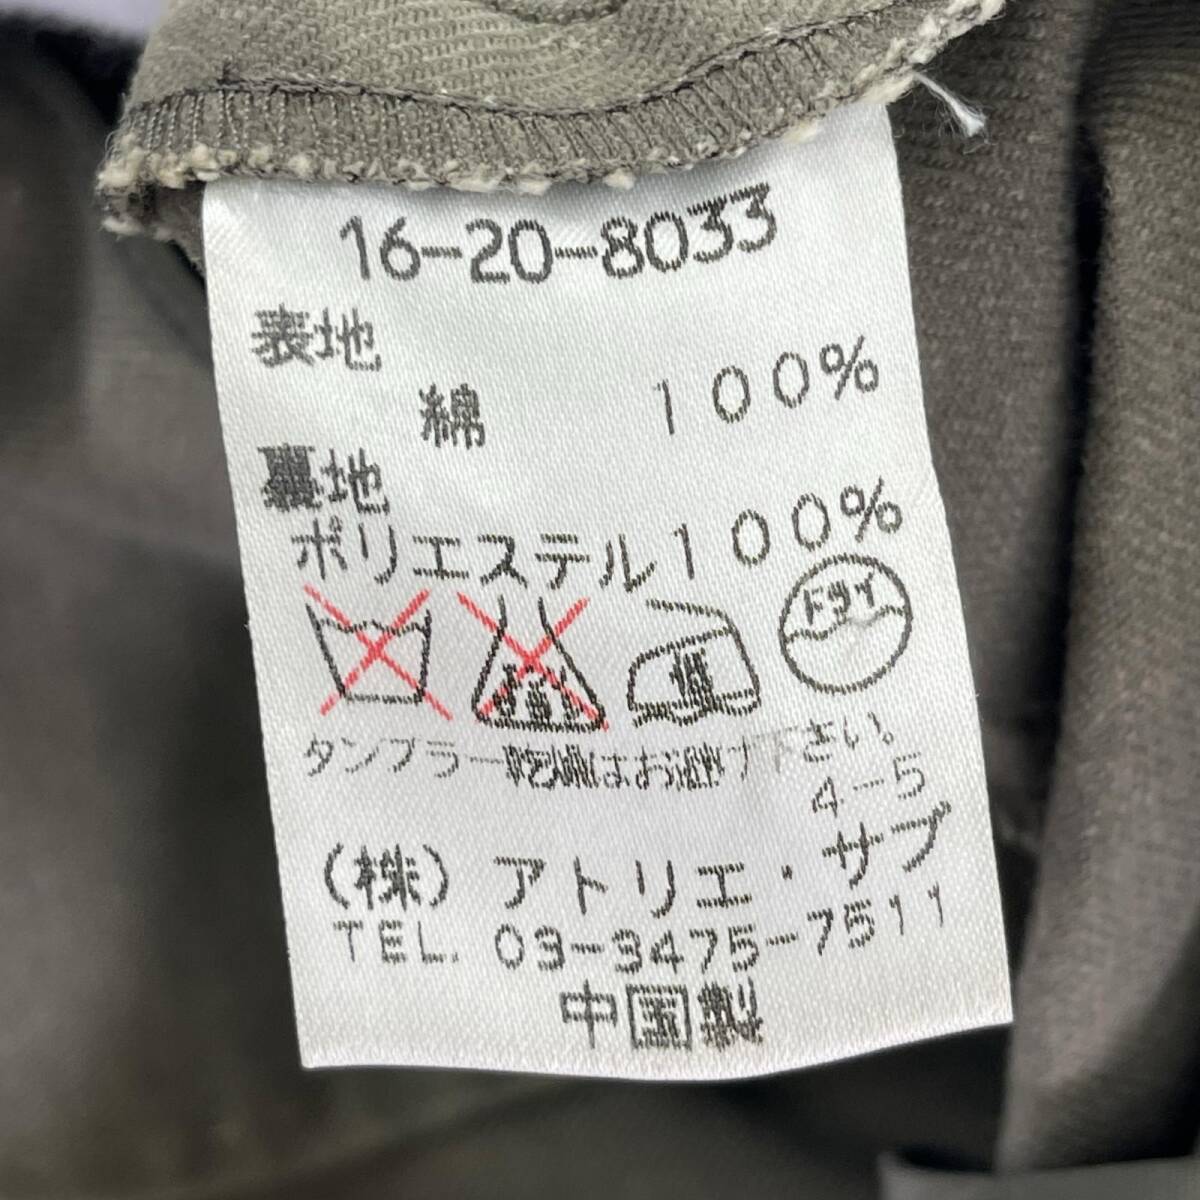 16-20-8033
表地
綿 100%
裏地
ポリエステル100%
中
ドライ
タンブラー乾燥はお避け下さい。
4-5
(株)アトリエ・サブ
TEL. 03-3475-7511
中国製